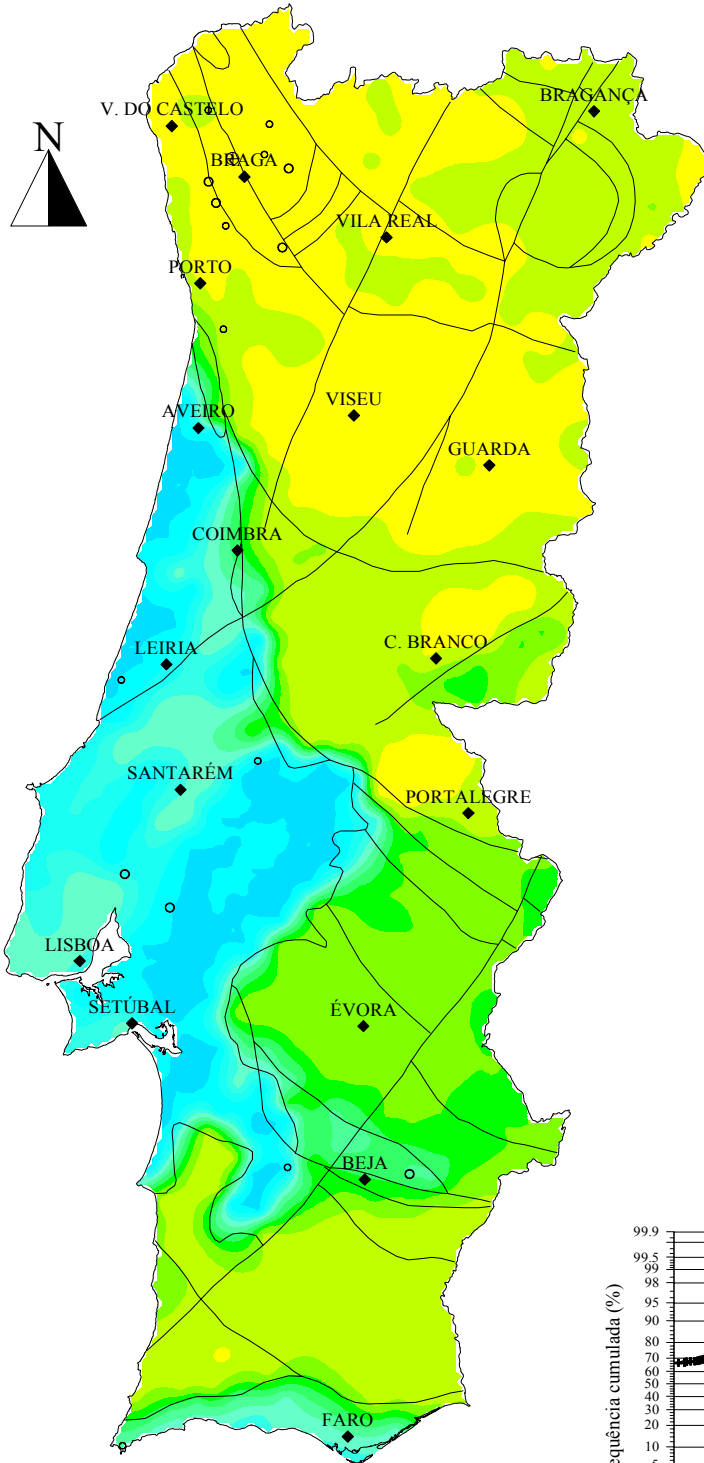 BRAGANÇA
V. DO CASTELO
N
BRAGA
VILA REAL
PORTO
VISEU
AVEIRO
GUARDA
COIMBRA
C. BRANCO
LEIRIA
SANTARÉM
PORTALEGRE
LISBOA
SETÚBAL
ÉVORA
BEJA
99.9
99.5
99
98
95
90
80
70
60
50
40
30
20
10
equência cumulada (%)
FARO